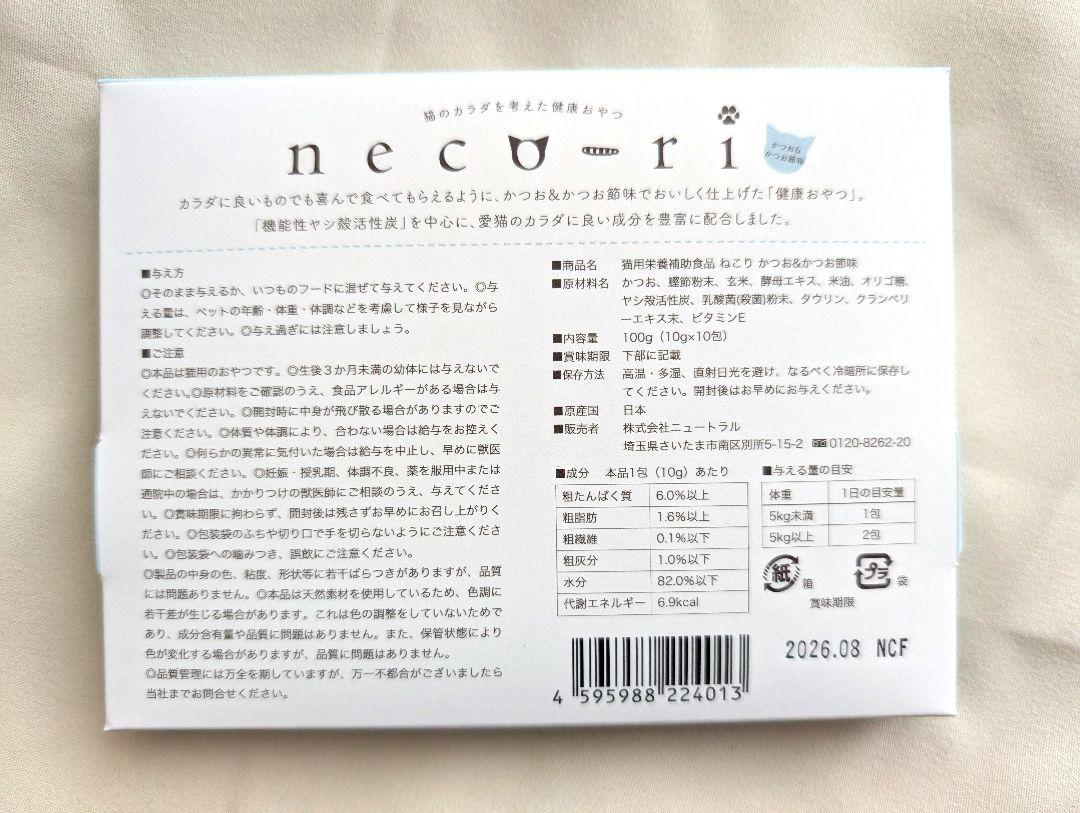 猫のカラダを考えた健康おやつ
neco-ri
かつお&
かつお節味
カラダに良いものでも喜んで食べてもらえるように、かつお&かつお節味でおいしく仕上げた「健康おやつ」。
「機能性ヤシ殻活性炭」を中心に、愛猫のカラダに良い成分を豊富に配合しました。
■与え方
◎そのまま与えるか、いつものフードに混ぜて与えてください。◎与
える量は、ペットの年齢・体重・体調などを考慮して様子を見ながら
調整してください。◎与え過ぎには注意しましょう。
■ご注意
◎本品は猫用のおやつです。◎生後3か月未満の幼体には与えないで
ください。◎原材料をご確認のうえ、食品アレルギーがある場合は与
えないでください。◎開封時に中身が飛び散る場合がありますのでご
注意ください。◎体質や体調により、合わない場合は給与をお控えく
ださい。◎何らかの異常に気付いた場合は給与を中止し、早めに獣医
師にご相談ください。◎妊娠・授乳期、体調不良、薬を服用中または
通院中の場合は、かかりつけの獣医師にご相談のうえ、与えてくださ
い。◎賞味期限に拘わらず、開封後は残さずお早めにお召し上がりく
ださい。◎包装袋のふちや切り口で手を切らないようにご注意くださ
い。◎包装袋への噛みつき、誤飲にご注意ください。
◎製品の中身の色、粘度、形状等に若干ばらつきがありますが、品質
には問題ありません。◎本品は天然素材を使用しているため、色調に
若干差が生じる場合があります。これは色の調整をしていないためで
あり、成分含有量や品質に問題はありません。また、保管状態により
色が変化する場合がありますが、品質に問題はありません。
◎品質管理には万全を期していますが、万一不都合がございましたら
当社までお問合せください。
■商品名 猫用栄養補助食品 ねこり かつお&かつお節味
■原材料名 かつお、鰹節粉末、玄米、酵母エキス、米油、オリゴ糖、
ヤシ殻活性炭、乳酸菌(殺菌)粉末、タウリン、クランベリ
ーエキス末、ビタミンE
■内容量 100g（10g×10包）
■賞味期限 下部に記載
■保存方法 高温・多湿、直射日光を避け、なるべく冷暗所に保存し
てください。開封後はお早めにお与えください。
■原産国 日本
■販売者 株式会社ニュートラル
埼玉県さいたま市南区別所5-15-2 0120-8262-20
■成分 本品1包（10g）あたり
粗たんぱく質 6.0%以上
粗脂肪 1.6%以上
粗繊維 0.1%以下
粗灰分 1.0%以下
水分 82.0%以下
代謝エネルギー 6.9kcal
■与える量の目安
体重 1日の目安量
5kg未満 1包
5kg以上 2包
紙 箱 プラ 袋
賞味期限
2026.08 NCF
4 595988 224013